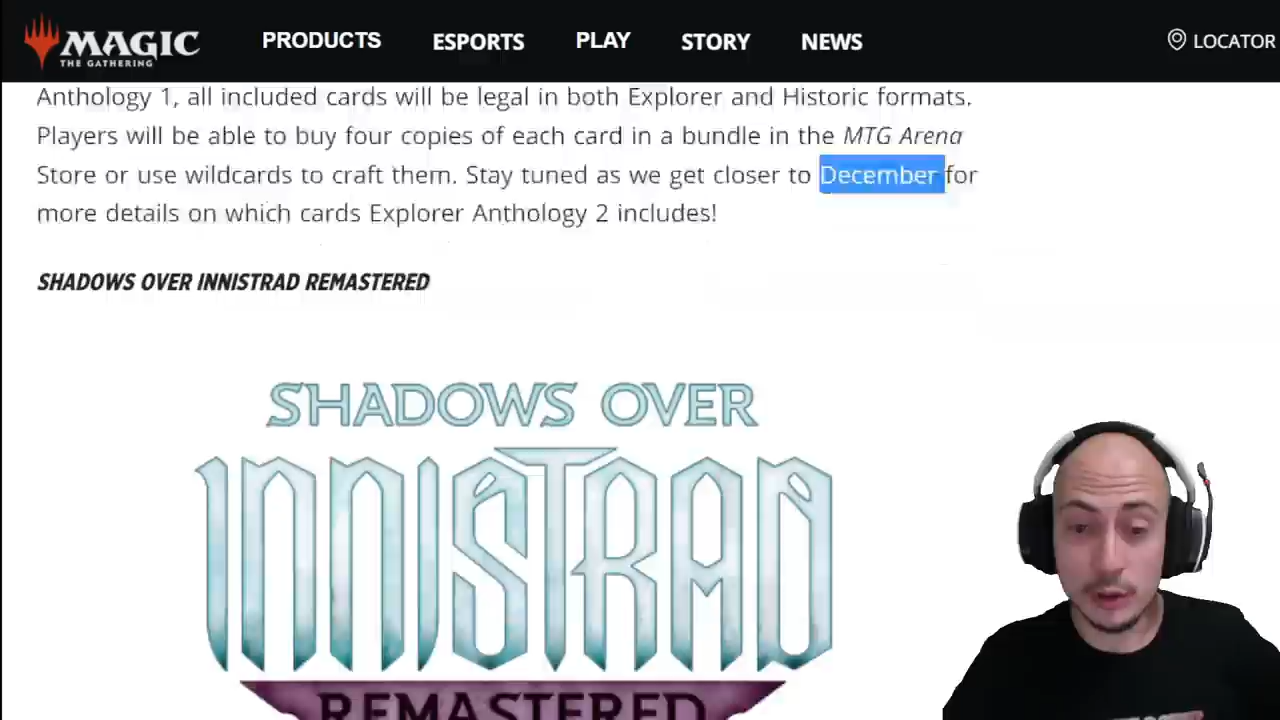 MAGIC
THE GATHERING
PRODUCTS
ESPORTS
PLAY
STORY
NEWS
LOCATOR
Anthology 1, all included cards will be legal in both Explorer and Historic formats.
Players will be able to buy four copies of each card in a bundle in the MTG Arena
Store or use wildcards to craft them. Stay tuned as we get closer to December for
more details on which cards Explorer Anthology 2 includes!
SHADOWS OVER INNISTRAD REMASTERED
SHADOWS OVER
INNISTRAD
REMASTERED